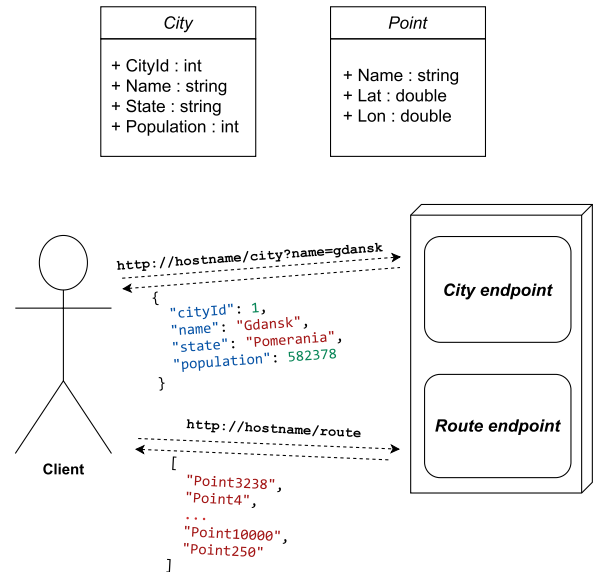 City
+ CityId : int
+ Name : string
+ State : string
+ Population : int
Point
+ Name : string
+ Lat : double
+ Lon : double
http://hostname/city?name=gdansk
{
"cityId": 1,
"name": "Gdansk",
"state": "Pomerania",
"population": 582378
}
City endpoint
http://hostname/route
[
"Point3238",
"Point4",
...
"Point10000",
"Point250"
]
Route endpoint
Client